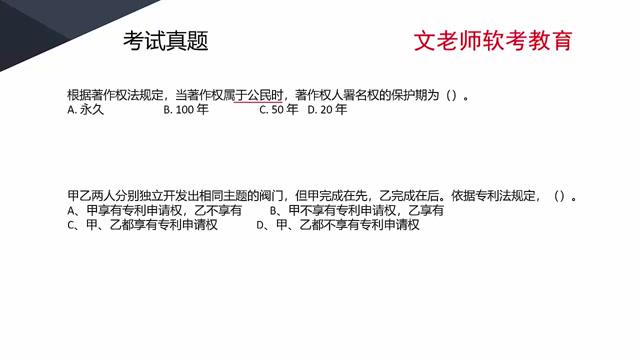 考试真题
文老师软考教育
根据著作权法规定，当著作权属于公民时，著作权人署名权的保护期为（）。
A. 永久 B. 100 年 C. 50 年 D. 20 年
甲乙两人分别独立开发出相同主题的阀门，但甲完成在先，乙完成在后。依据专利法规定，（）。
A、甲享有专利申请权，乙不享有 B、甲不享有专利申请权，乙享有
C、甲、乙都享有专利申请权 D、甲、乙都不享有专利申请权